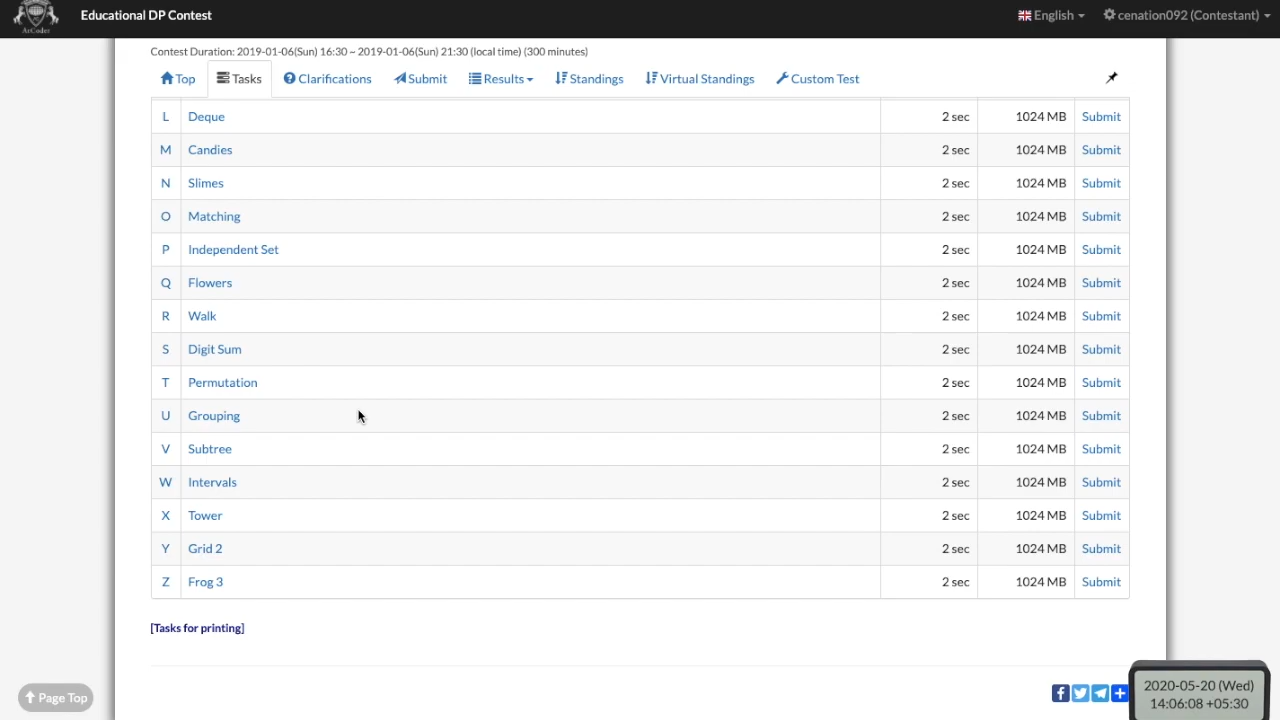 AtCoder
Educational DP Contest
English
cenation092 (Contestant)
Contest Duration: 2019-01-06(Sun) 16:30 ~ 2019-01-06(Sun) 21:30 (local time) (300 minutes)
Top Tasks Clarifications Submit Results Standings Virtual Standings Custom Test
L Deque 2 sec 1024 MB Submit
M Candies 2 sec 1024 MB Submit
N Slimes 2 sec 1024 MB Submit
O Matching 2 sec 1024 MB Submit
P Independent Set 2 sec 1024 MB Submit
Q Flowers 2 sec 1024 MB Submit
R Walk 2 sec 1024 MB Submit
S Digit Sum 2 sec 1024 MB Submit
T Permutation 2 sec 1024 MB Submit
U Grouping 2 sec 1024 MB Submit
V Subtree 2 sec 1024 MB Submit
W Intervals 2 sec 1024 MB Submit
X Tower 2 sec 1024 MB Submit
Y Grid 2 2 sec 1024 MB Submit
Z Frog 3 2 sec 1024 MB Submit
[Tasks for printing]
Page Top
2020-05-20 (Wed)
14:06:08 +05:30